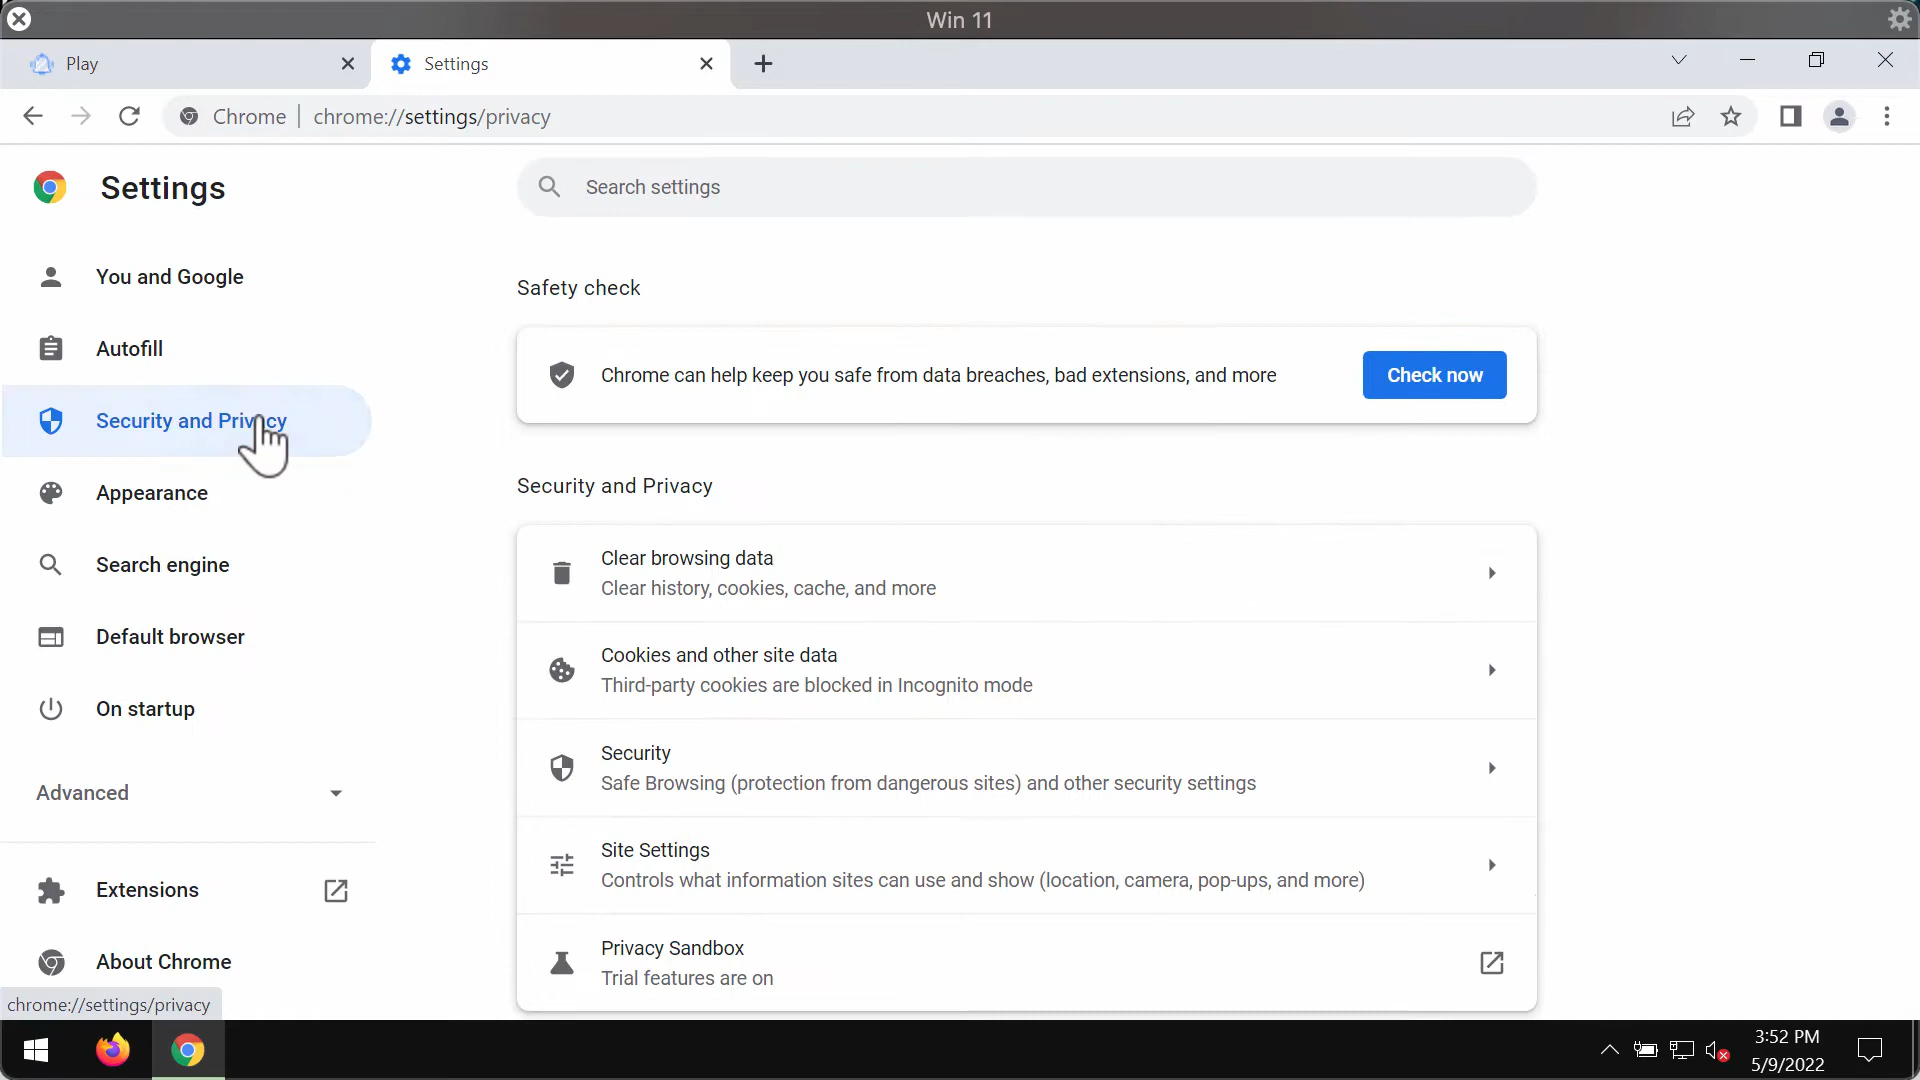 Win 11
Play
Settings
Chrome
chrome://settings/privacy
Settings
Search settings
You and Google
Autofill
Security and Privacy
Appearance
Search engine
Default browser
On startup
Advanced
Extensions
About Chrome
Safety check
Chrome can help keep you safe from data breaches, bad extensions, and more
Check now
Security and Privacy
Clear browsing data
Clear history, cookies, cache, and more
Cookies and other site data
Third-party cookies are blocked in Incognito mode
Security
Safe Browsing (protection from dangerous sites) and other security settings
Site Settings
Controls what information sites can use and show (location, camera, pop-ups, and more)
Privacy Sandbox
Trial features are on
chrome://settings/privacy
3:52 PM
5/9/2022